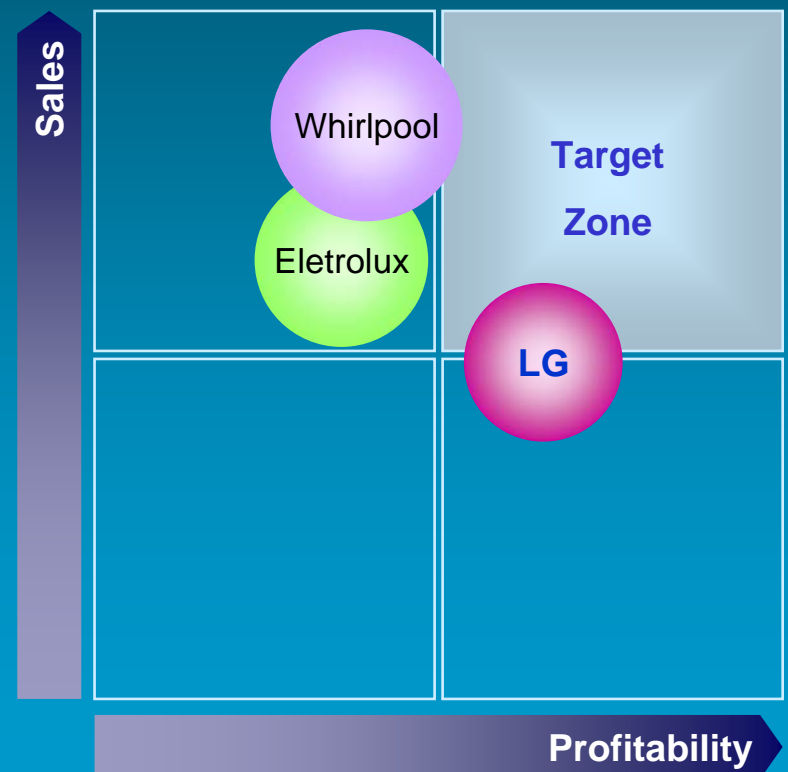 Sales
Whirlpool
Target
Zone
Eletrolux
LG
Profitability